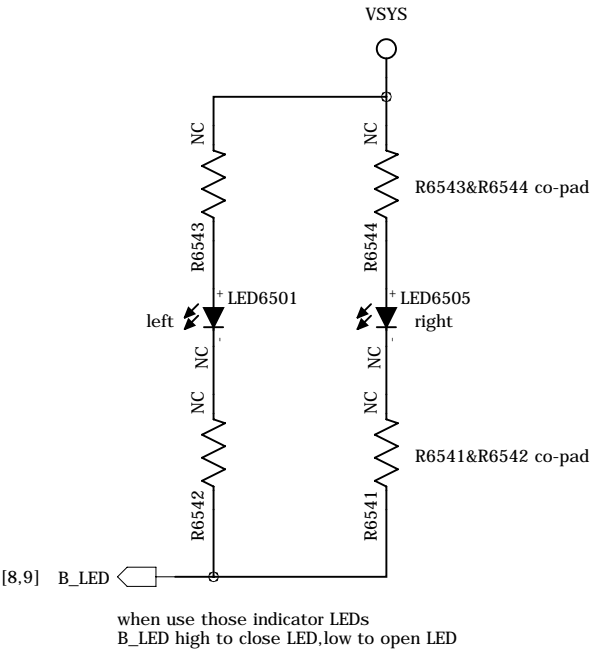 VSYS
NC
NC
R6543&R6544 co-pad
R6543
R6544
+
LED6501
+
LED6505
left
right
-
-
NC
NC
NC
NC
R6541&R6542 co-pad
R6542
R6541
[8,9] B_LED
when use those indicator LEDs
B_LED high to close LED,low to open LED